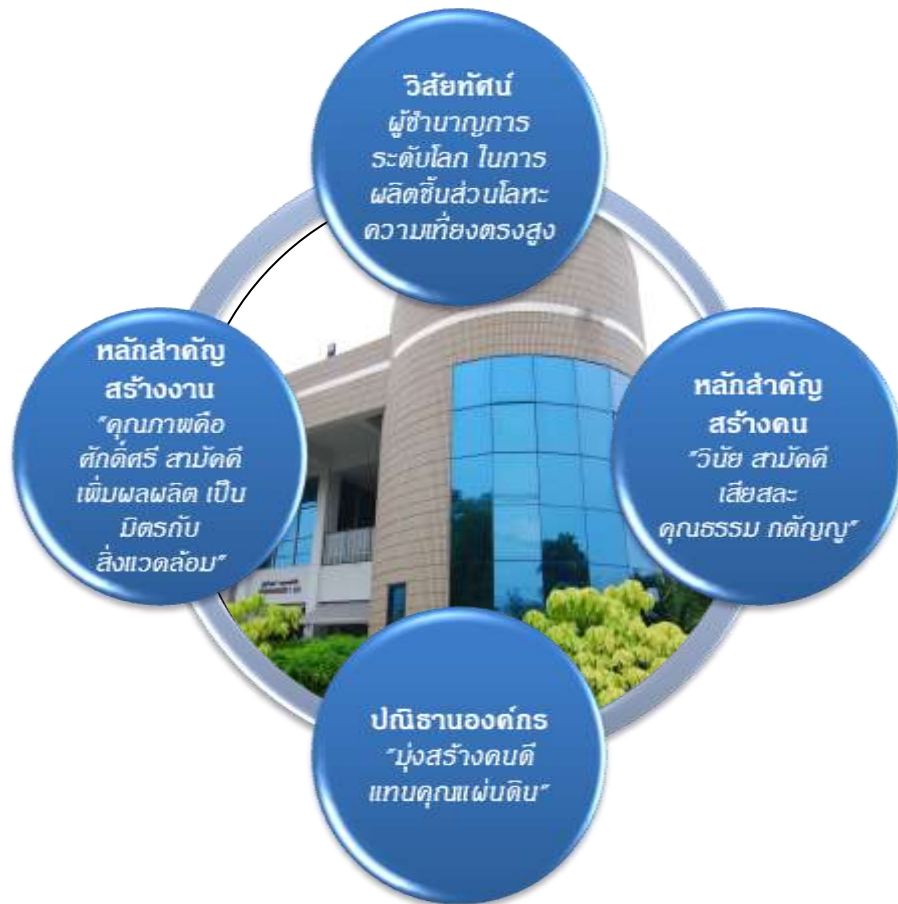 วิสัยทัศน์
ผู้ชำนาญการ
ระดับโลก ในการ
ผลิตชิ้นส่วนโลหะ
ความเที่ยงตรงสูง
หลักสำคัญ
สร้างงาน
"คุณภาพคือ
ศักดิ์ศรี สามัคคี
เพิ่มผลผลิต เป็น
มิตรกับ
สิ่งแวดล้อม"
หลักสำคัญ
สร้างคน
"วินัย สามัคคี
เสียสละ
คุณธรรม กตัญญู"
ปณิธานองค์กร
"มุ่งสร้างคนดี
แทนคุณแผ่นดิน"